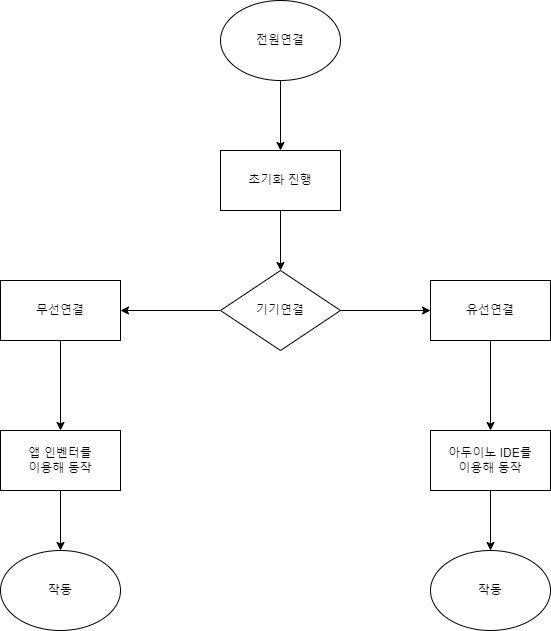 전원연결
초기화 진행
무선연결
기기연결
유선연결
앱 인벤터를
이용해 동작
아두이노 IDE를
이용해 동작
작동
작동